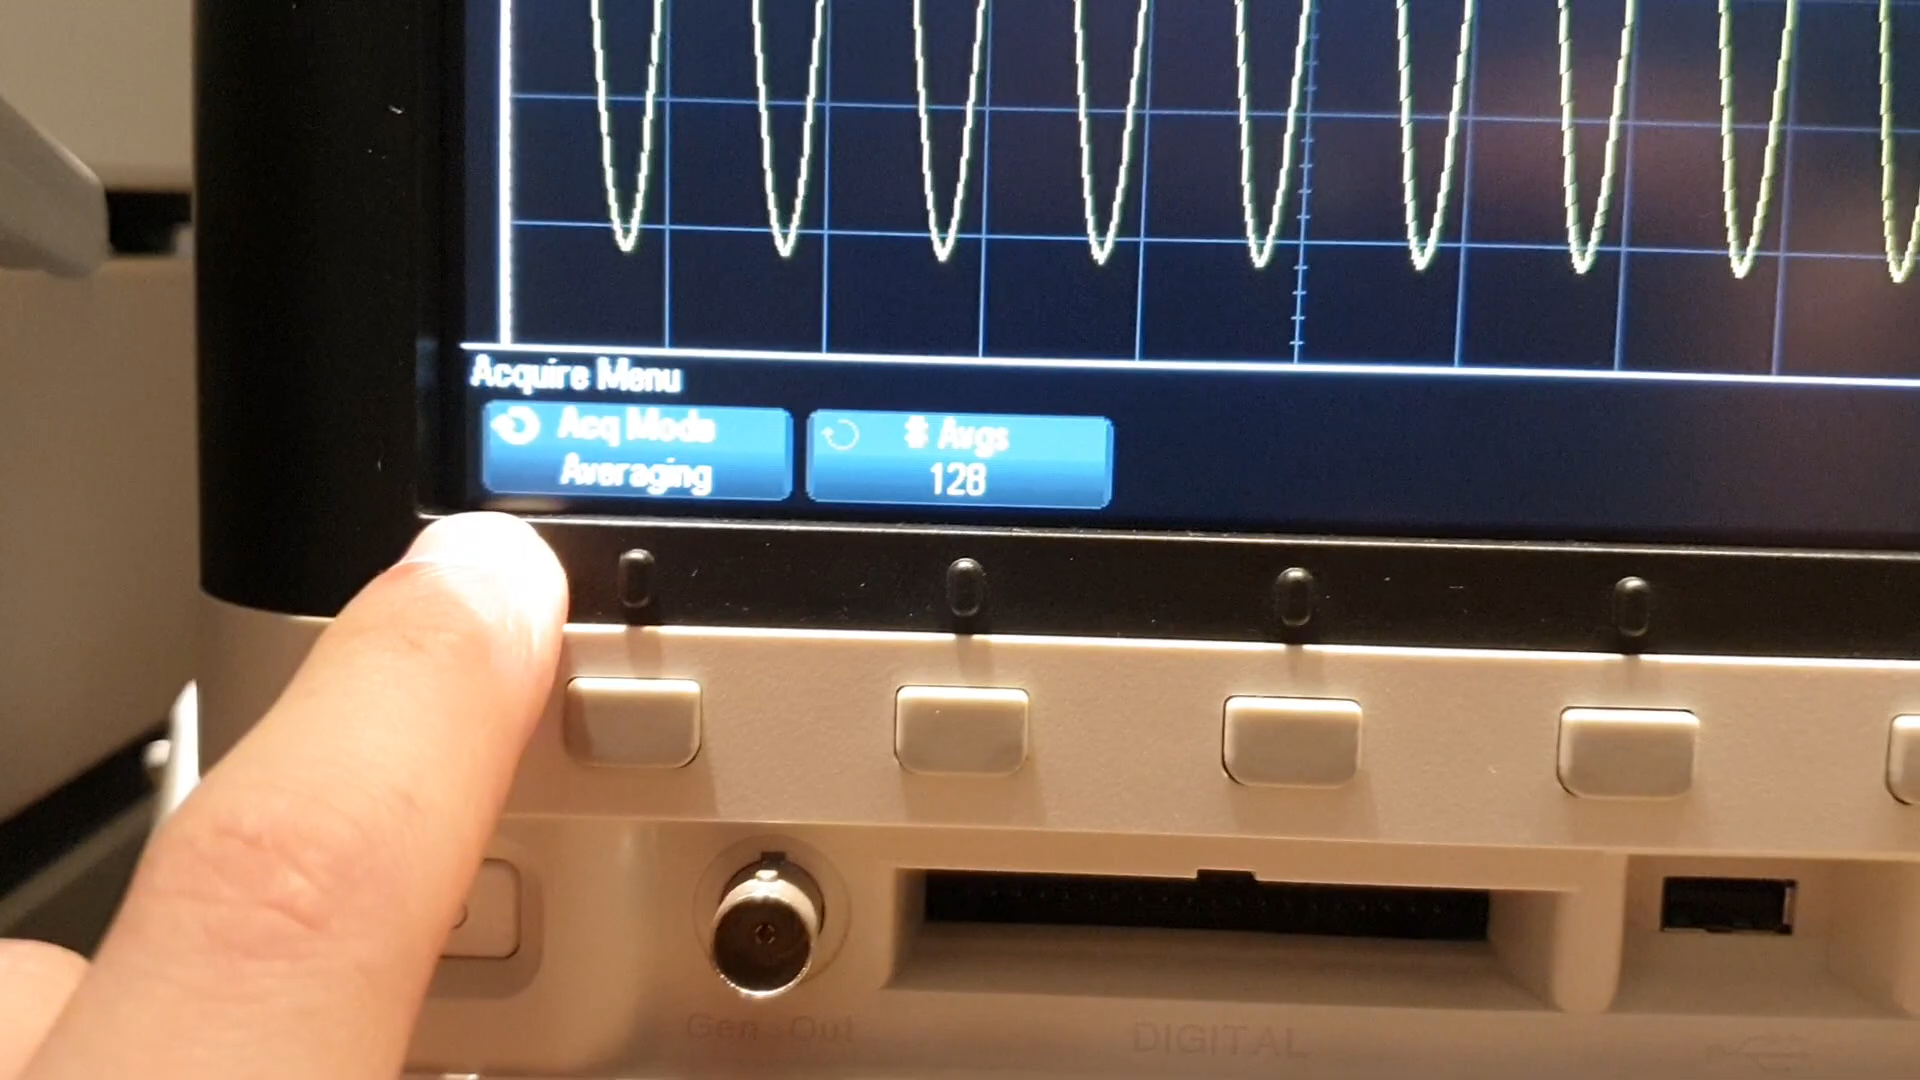 Acquire Menu
Acq Mode
Averaging
# Avgs
128
Gen Out
DIGITAL